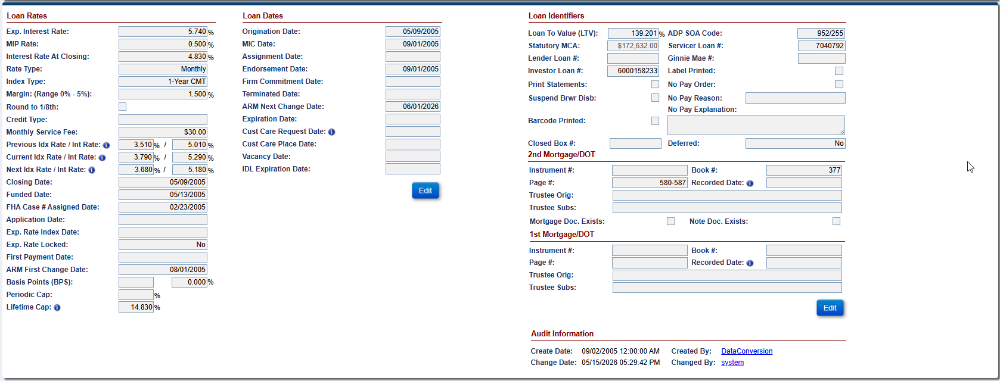 Loan Rates
Exp. Interest Rate: 5.740 %
MIP Rate: 0.500 %
Interest Rate At Closing: 4.830 %
Rate Type: Monthly
Index Type: 1-Year CMT
Margin: (Range 0% - 5%): 1.500 %
Round to 1/8th:
Credit Type:
Monthly Service Fee: $30.00
Previous Idx Rate / Int Rate: 3.510 % / 5.010 %
Current Idx Rate / Int Rate: 3.790 % / 5.290 %
Next Idx Rate / Int Rate: 3.680 % / 5.180 %
Closing Date: 05/09/2005
Funded Date: 05/13/2005
FHA Case # Assigned Date: 02/23/2005
Application Date:
Exp. Rate Index Date:
Exp. Rate Locked: No
First Payment Date:
ARM First Change Date: 08/01/2005
Basis Points (BPS): 0.000 %
Periodic Cap: %
Lifetime Cap: 14.830 %
Loan Dates
Origination Date: 05/09/2005
MIC Date: 09/01/2005
Assignment Date:
Endorsement Date: 09/01/2005
Firm Commitment Date:
Terminated Date:
ARM Next Change Date: 06/01/2026
Expiration Date:
Cust Care Request Date:
Cust Care Place Date:
Vacancy Date:
IDL Expiration Date:
Edit
Loan Identifiers
Loan To Value (LTV): 139.201 % ADP SOA Code: 952/255
Statutory MCA: $172,632.00 Servicer Loan #: 7040792
Lender Loan #: Ginnie Mae #:
Investor Loan #: 6000158233 Label Printed:
Print Statements: No Pay Order:
Suspend Brwr Disb: No Pay Reason:
No Pay Explanation:
Barcode Printed:
Closed Box #: Deferred: No
2nd Mortgage/DOT
Instrument #: Book #: 377
Page #: 580-587 Recorded Date:
Trustee Orig:
Trustee Subs:
Mortgage Doc. Exists: Note Doc. Exists:
1st Mortgage/DOT
Instrument #: Book #:
Page #: Recorded Date:
Trustee Orig:
Trustee Subs:
Edit
Audit Information
Create Date: 09/02/2005 12:00:00 AM Created By: DataConversion
Change Date: 05/15/2026 05:29:42 PM Changed By: system